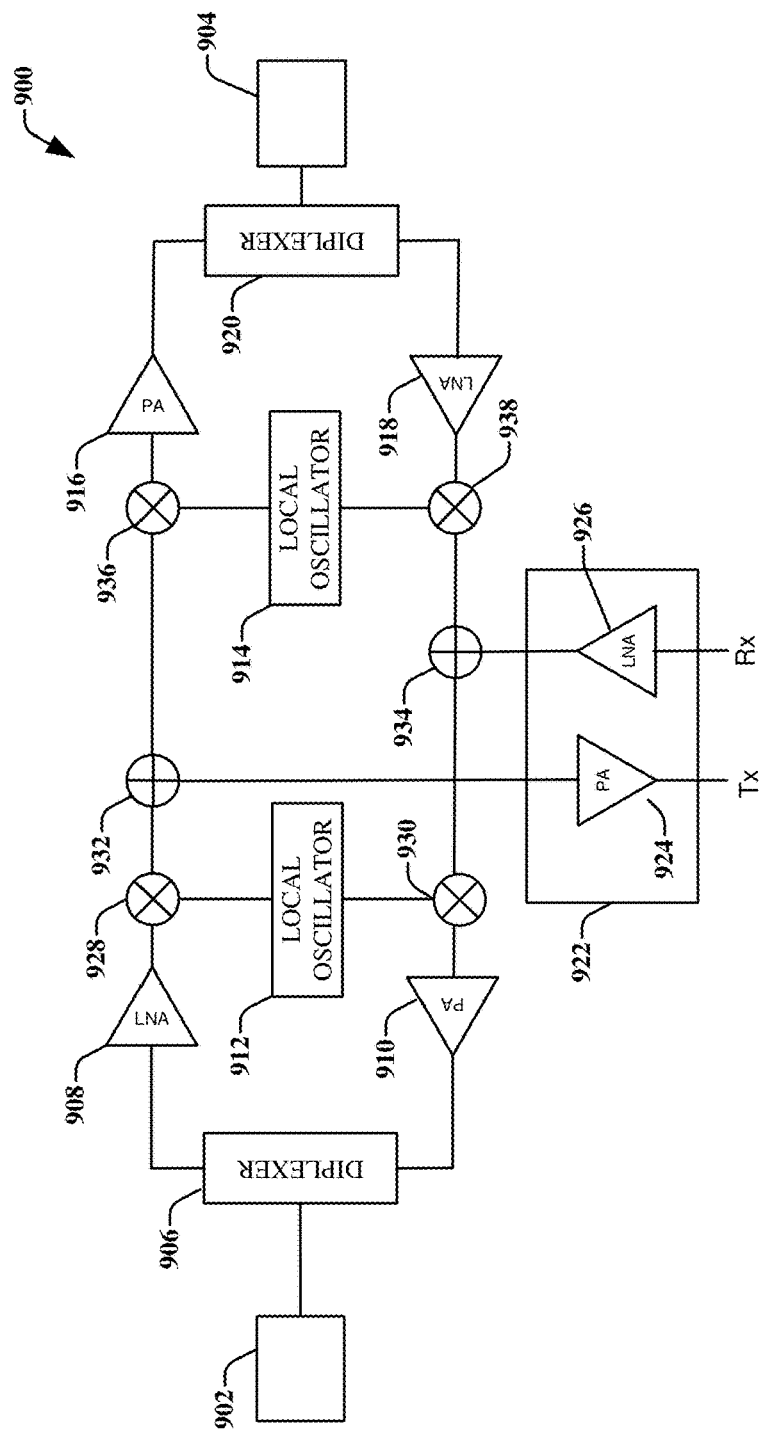 900
904
DIPLEXER
920
916
PA
LNA
918
936
938
LOCAL
OSCILLATOR
914
934
926
LNA
Rx
932
PA
924
Tx
922
928
930
LOCAL
OSCILLATOR
912
908
LNA
910
PA
DIPLEXER
906
902